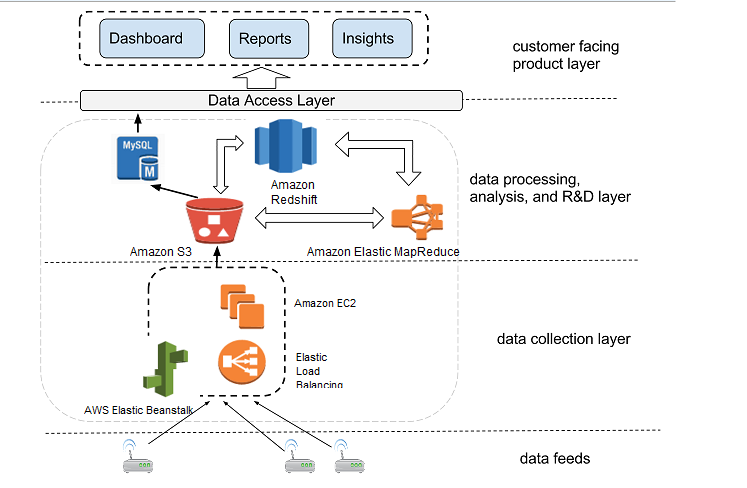 Dashboard
Reports
Insights
customer facing
product layer
Data Access Layer
MySQL
M
Amazon
Redshift
data processing,
analysis, and R&D layer
Amazon S3
Amazon Elastic MapReduce
Amazon EC2
data collection layer
Elastic
Load
Balancing
AWS Elastic Beanstalk
data feeds